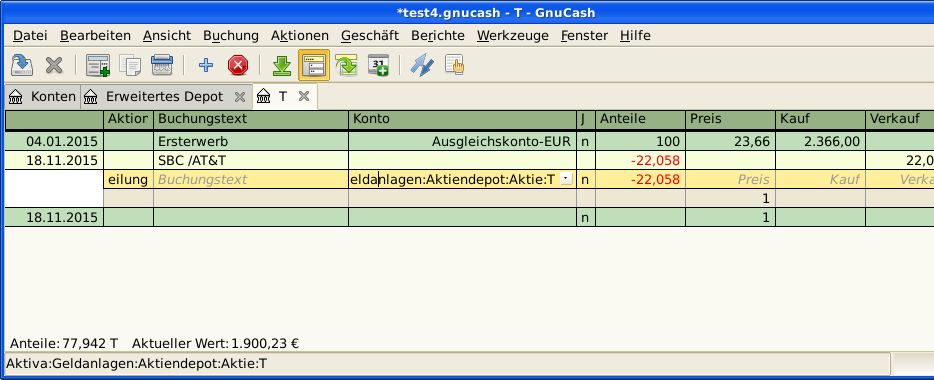 *test4.gnucash - T - GnuCash
Datei Bearbeiten Ansicht Buchung Aktionen Geschäft Berichte Werkzeuge Fenster Hilfe
31
Konten Erweitertes Depot T
Aktion Buchungstext Konto J Anteile Preis Kauf Verkauf
04.01.2015 Ersterwerb Ausgleichskonto-EUR n 100 23,66 2.366,00
18.11.2015 SBC /AT&T -22,058 22,0
eilung Buchungstext eldanlagen:Aktiendepot:Aktie:T n -22,058 Preis Kauf Verka
1
18.11.2015 n 1
Anteile: 77,942 T Aktueller Wert: 1.900,23 €
Aktiva:Geldanlagen:Aktiendepot:Aktie:T